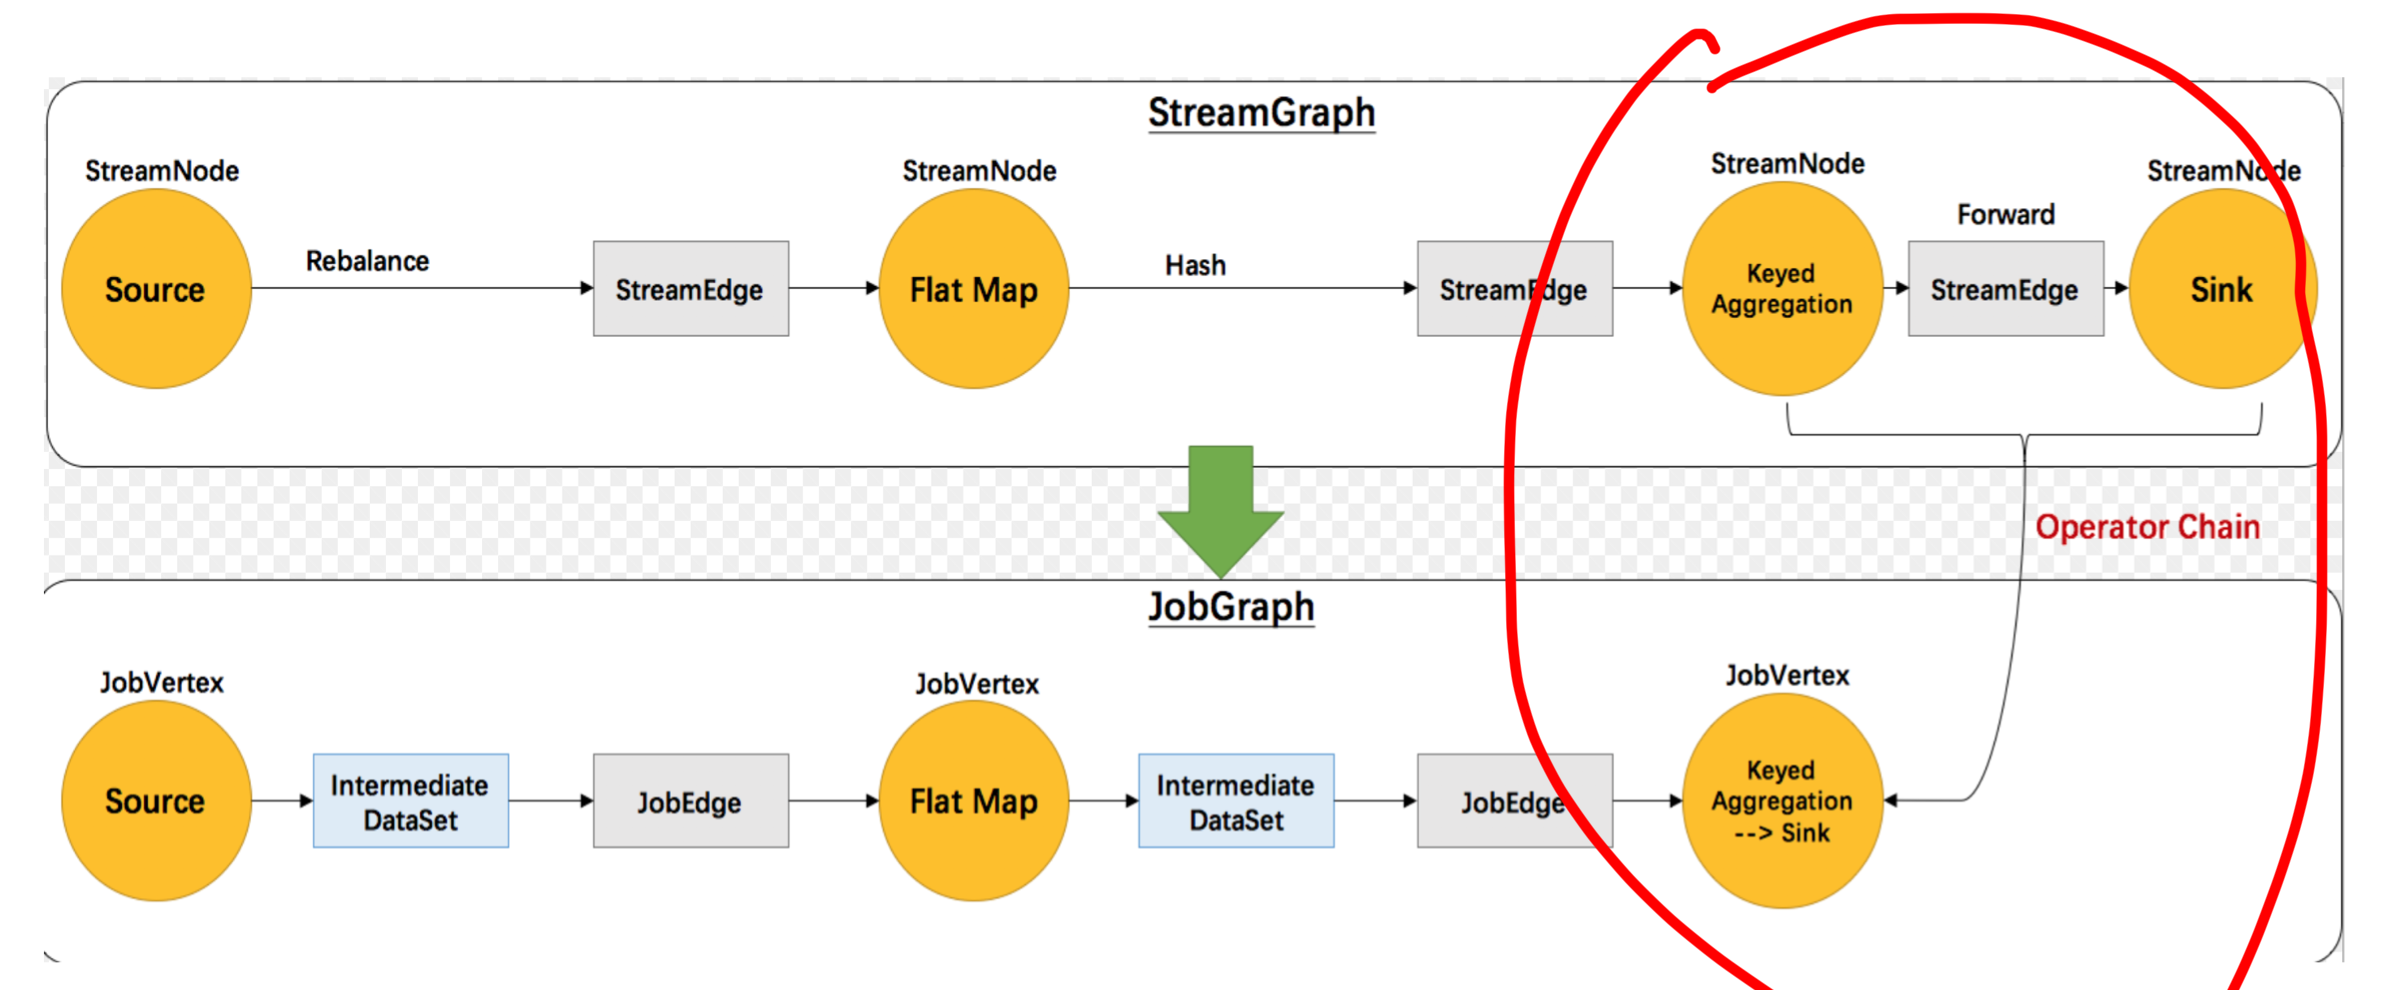 StreamGraph
StreamNode
StreamNode
StreamNode
StreamNode
Source
Rebalance
StreamEdge
Flat Map
Hash
StreamEdge
Keyed
Aggregation
Forward
StreamEdge
Sink
Operator Chain
JobGraph
JobVertex
JobVertex
JobVertex
Source
Intermediate
DataSet
JobEdge
Flat Map
Intermediate
DataSet
JobEdge
Keyed
Aggregation
--> Sink